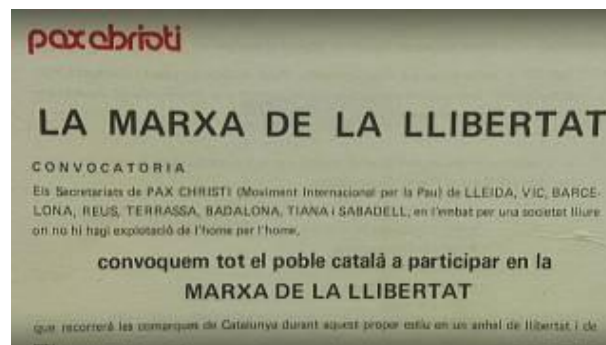 pax christi
LA MARXA DE LA LLIBERTAT
CONVOCATORIA
Els Secretariats de PAX CHRISTI (Moviment Internacional per la Pau) de LLEIDA, VIC, BARCE-
LONA, REUS, TERRASSA, BADALONA, TIANA i SABADELL, en l'embat per una societat lliure
on no hi hagi explotació de l'home per l'home,
convoquem tot el poble català a participar en la
MARXA DE LA LLIBERTAT
que recorrerà les comarques de Catalunya durant aquest proper estiu en un anhel de llibertat i de